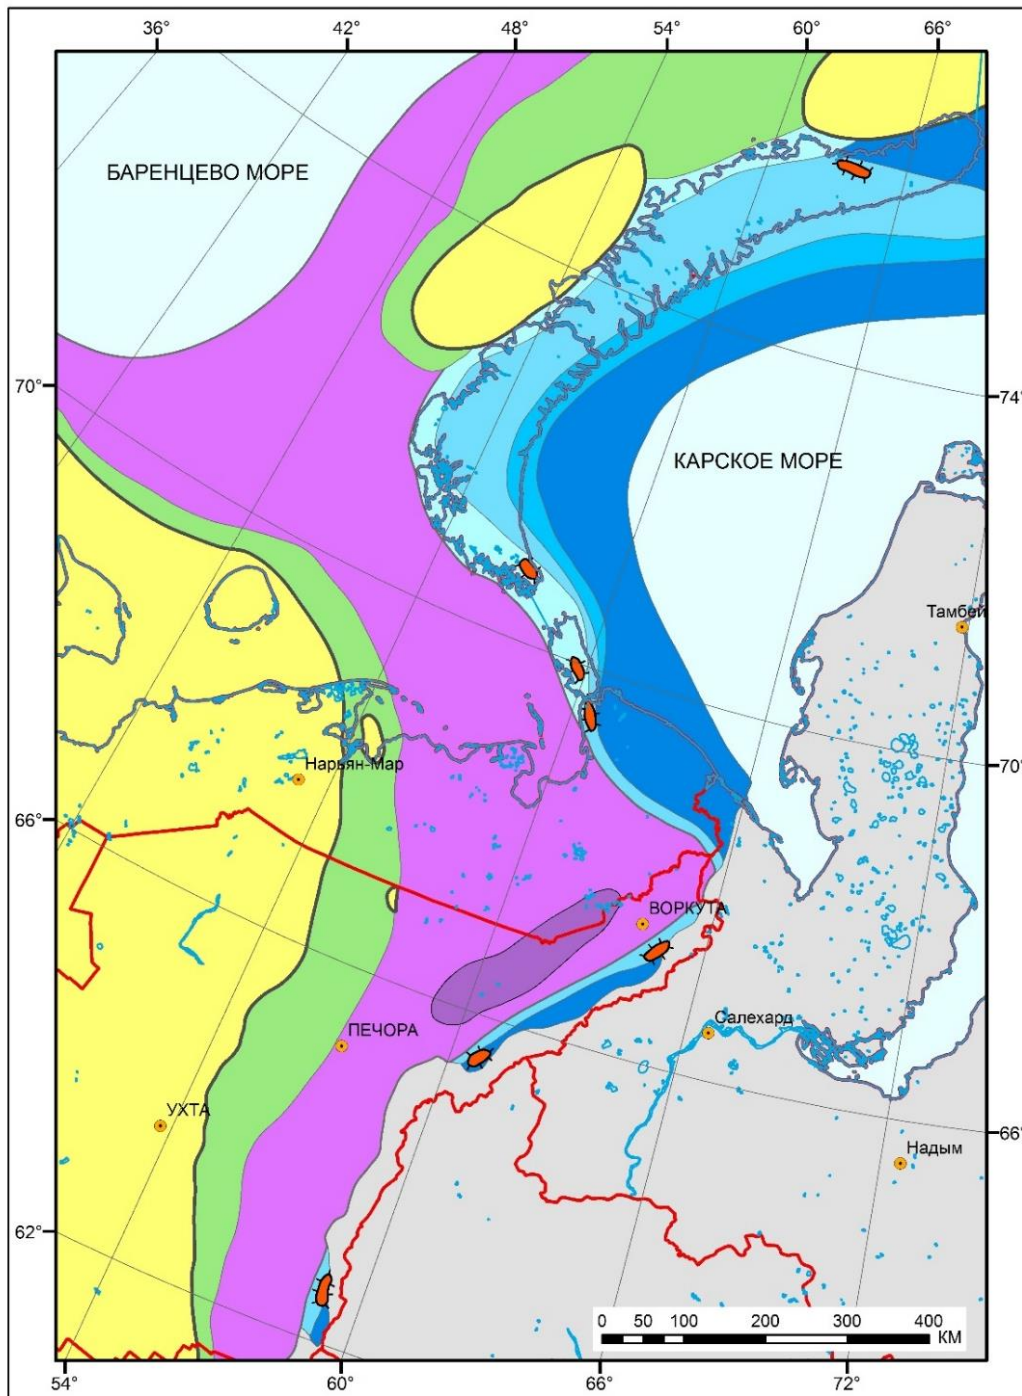 36° 42° 48° 54° 60° 66°
БАРЕНЦЕВО МОРЕ
70°
74°
КАРСКОЕ МОРЕ
Тамбей
Нарьян-Мар
70°
66°
ВОРКУТА
Салехард
ПЕЧОРА
УХТА
66°
Надым
62°
0 50 100 200 300 400
КМ
54° 60° 66° 72°